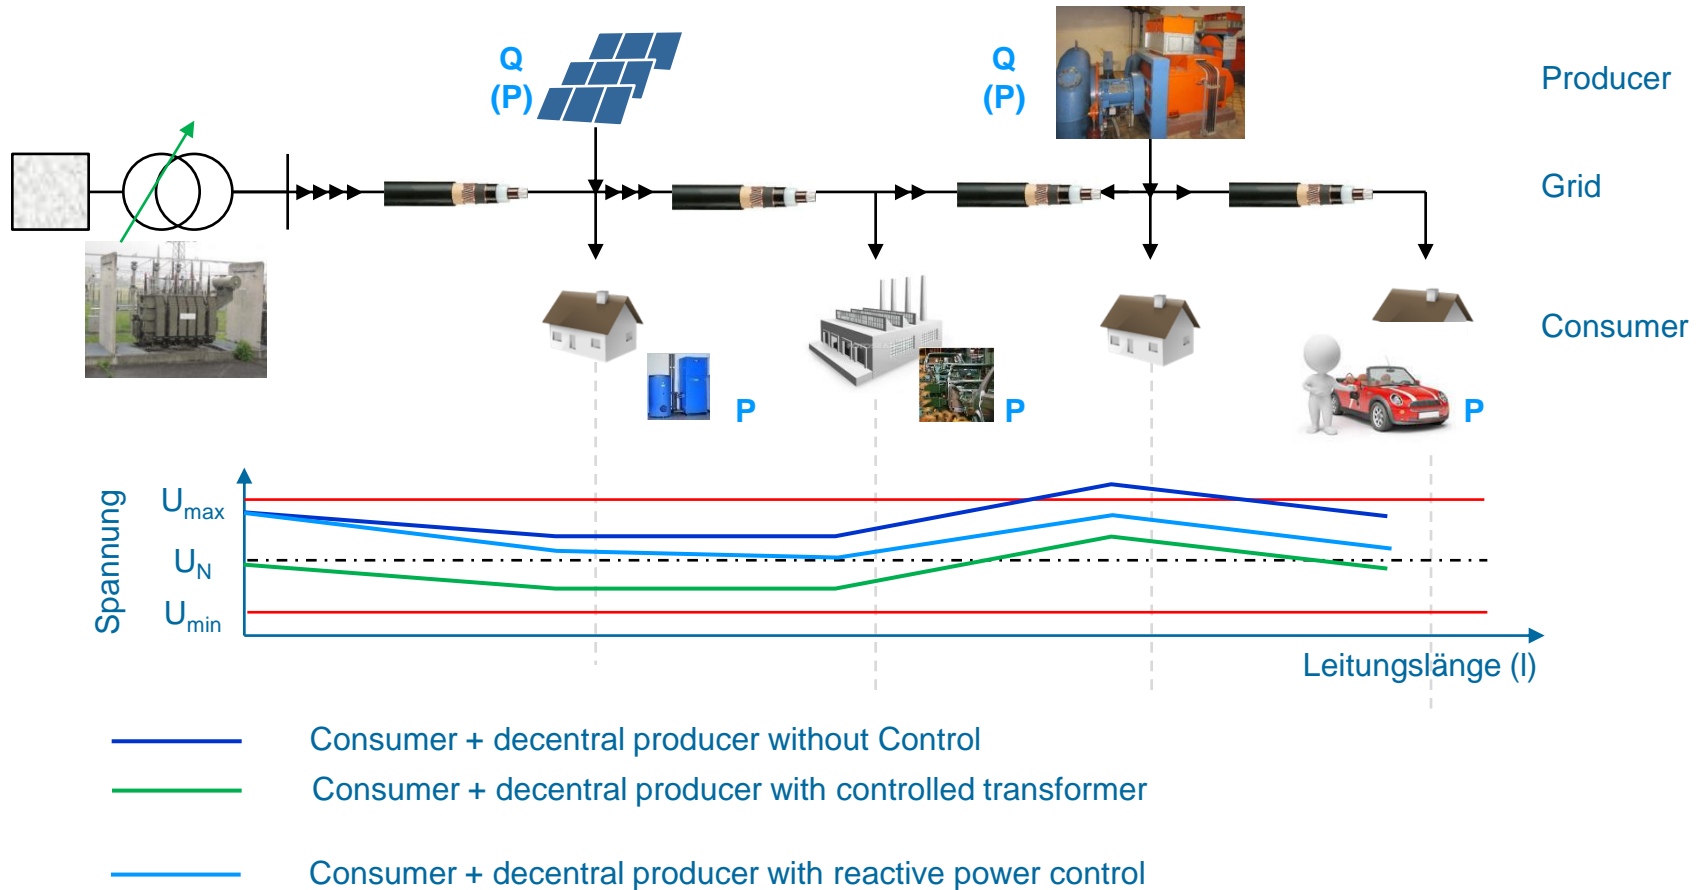 Q
(P)
Q
(P)
Producer
Grid
Consumer
P
P
P
Spannung
Umax
UN
Umin
Leitungslänge (l)
Consumer + decentral producer without Control
Consumer + decentral producer with controlled transformer
Consumer + decentral producer with reactive power control